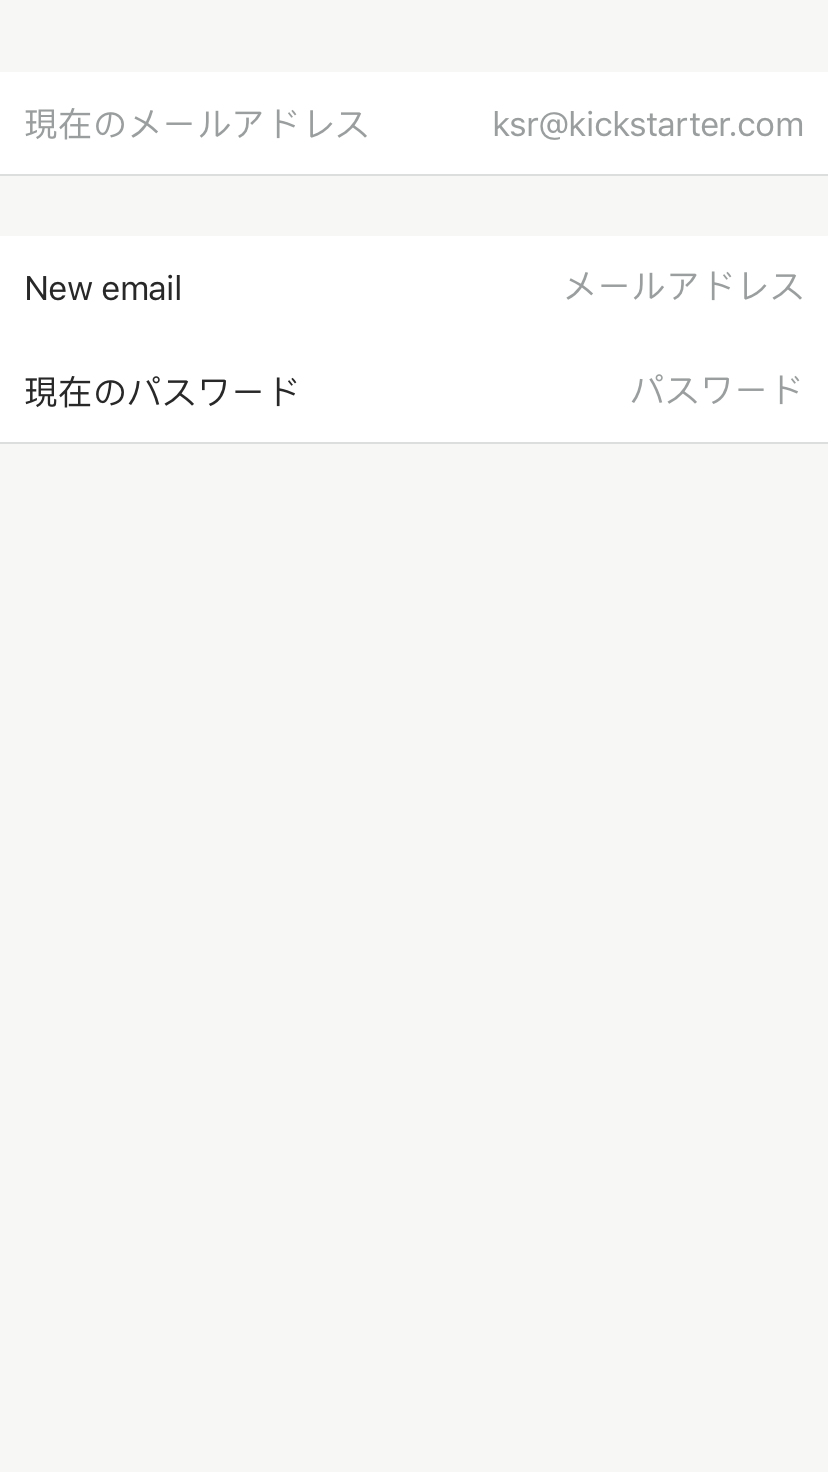 現在のメールアドレス ksr@kickstarter.com
New email メールアドレス
現在のパスワード パスワード